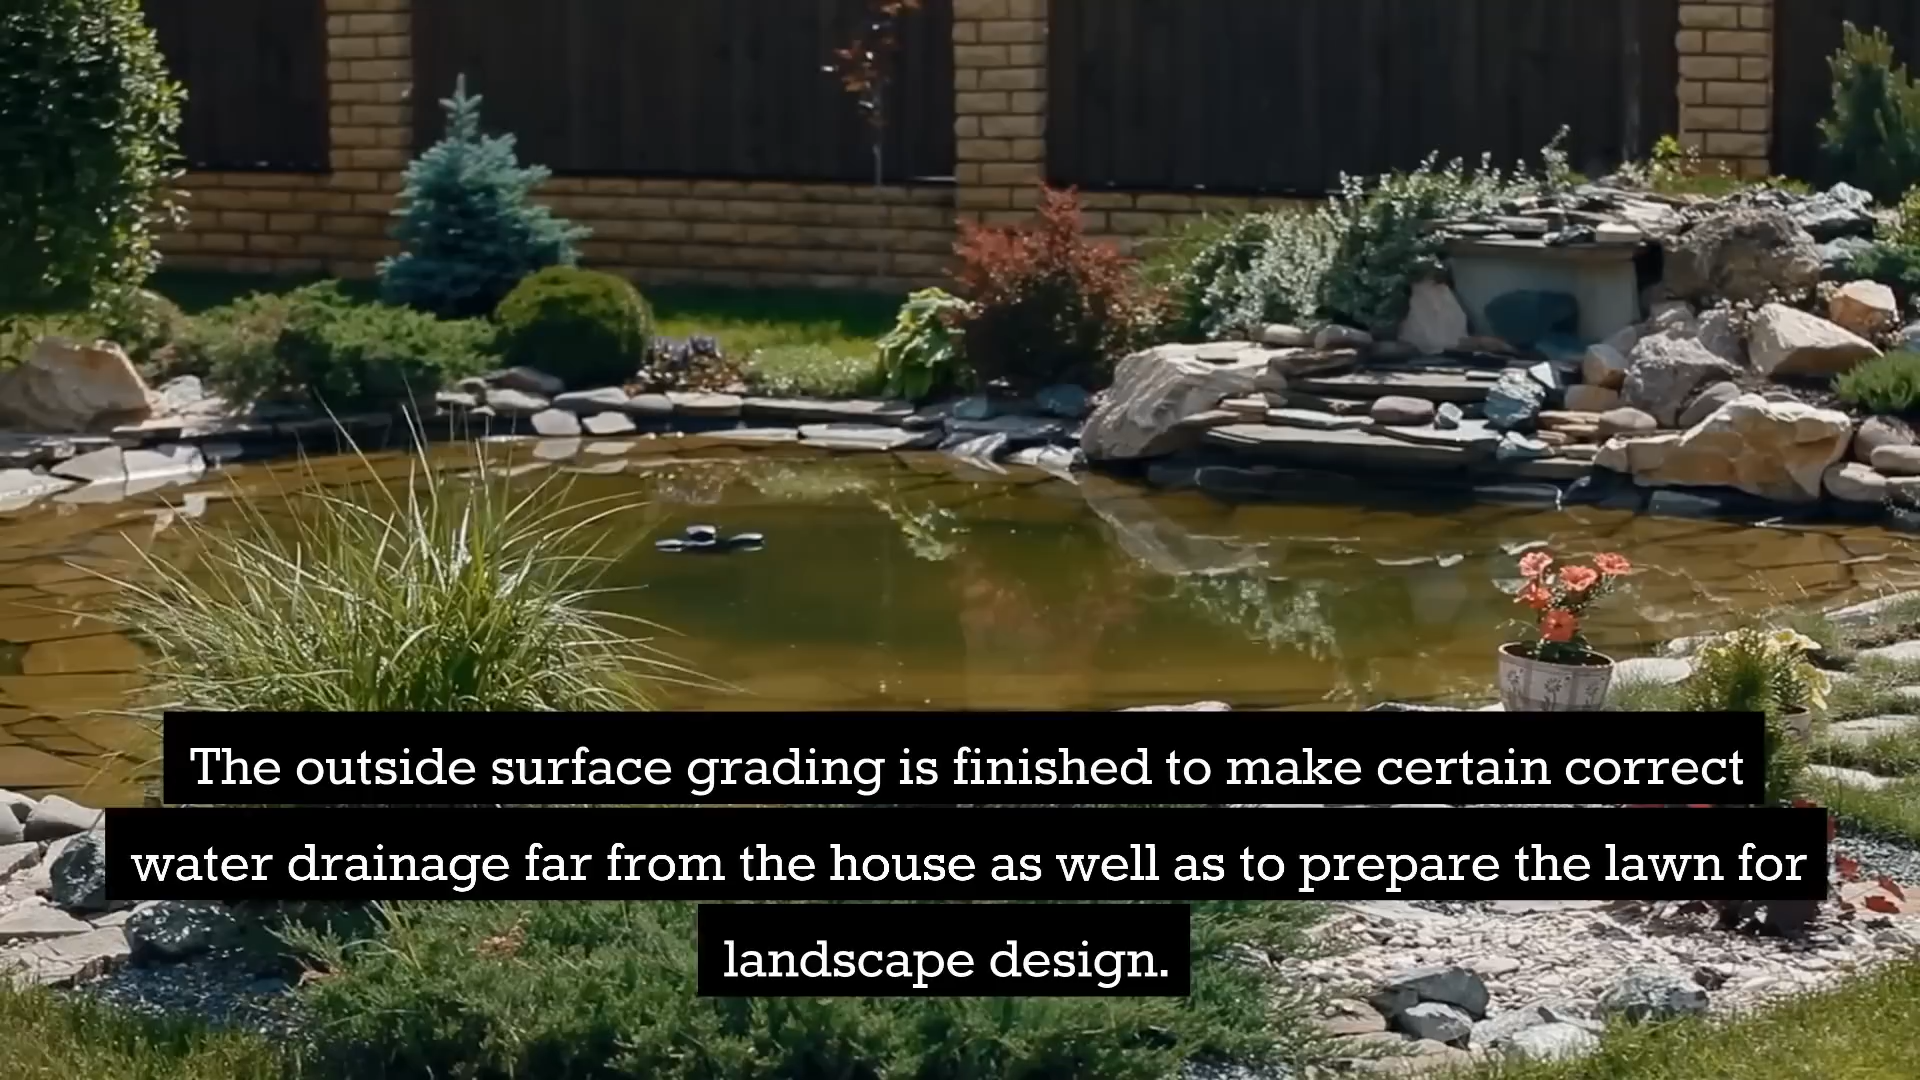 The outside surface grading is finished to make certain correct
water drainage far from the house as well as to prepare the lawn for
landscape design.